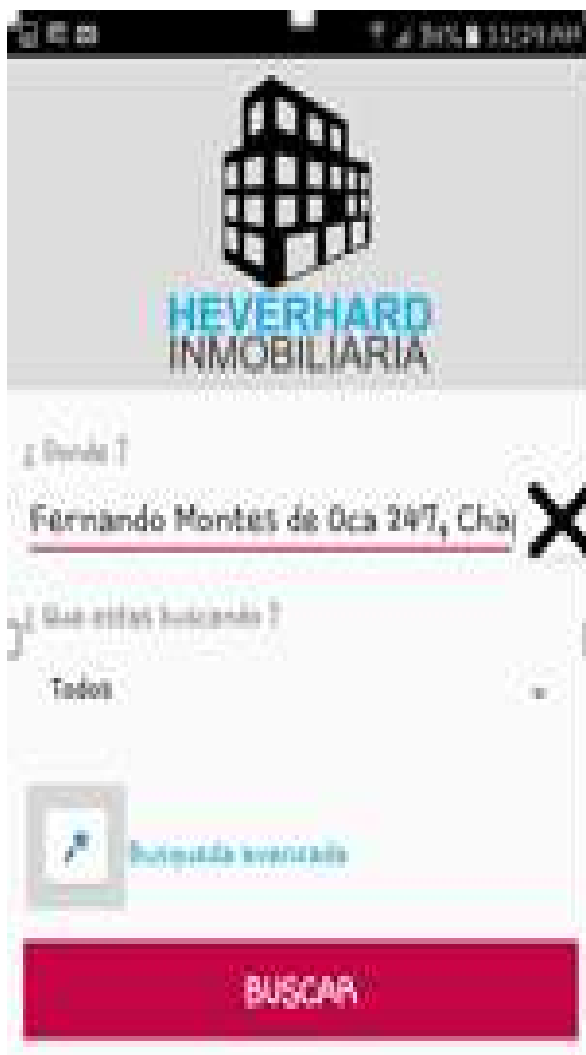 HEVERHARD
INMOBILIARIA
¿ Donde ?
Fernando Montes de Oca 247, Cha
¿ Que estas buscando ?
Todos
Busqueda avanzada
BUSCAR